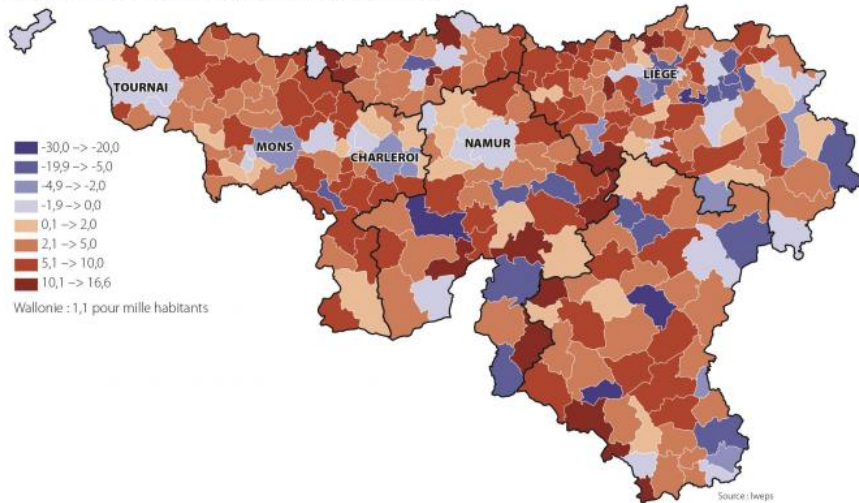 TOURNAI
LIÈGE
MONS
CHARLEROI
NAMUR
-30,0 -> -20,0
-19,9 -> -5,0
-4,9 -> -2,0
-1,9 -> 0,0
0,1 -> 2,0
2,1 -> 5,0
5,1 -> 10,0
10,1 -> 16,6
Wallonie : 1,1 pour mille habitants
Source : Iweps